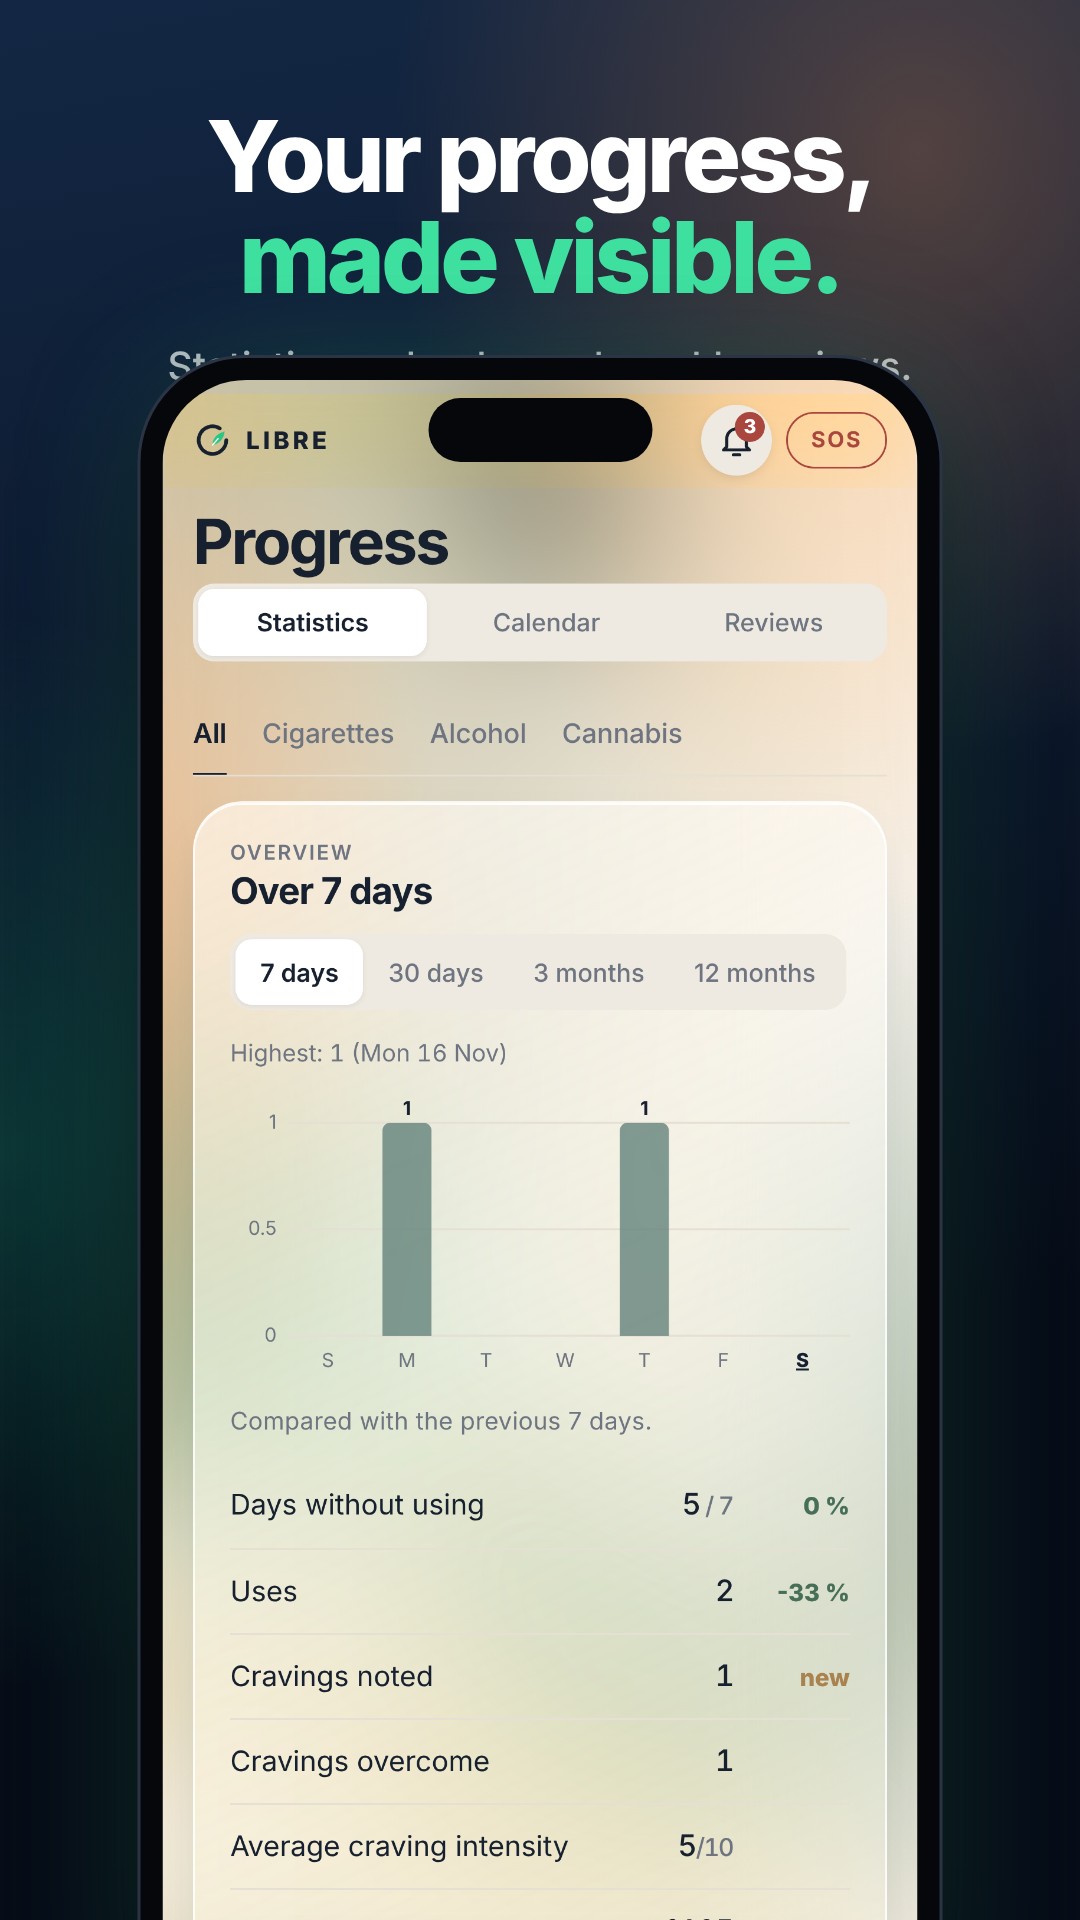 Your progress,
made visible.
LIBRE
3
SOS
Progress
Statistics Calendar Reviews
All Cigarettes Alcohol Cannabis
OVERVIEW
Over 7 days
7 days 30 days 3 months 12 months
Highest: 1 (Mon 16 Nov)
1 1
1
0.5
0
S M T W T F S
Compared with the previous 7 days.
Days without using 5 / 7 0 %
Uses 2 -33 %
Cravings noted 1 new
Cravings overcome 1
Average craving intensity 5/10